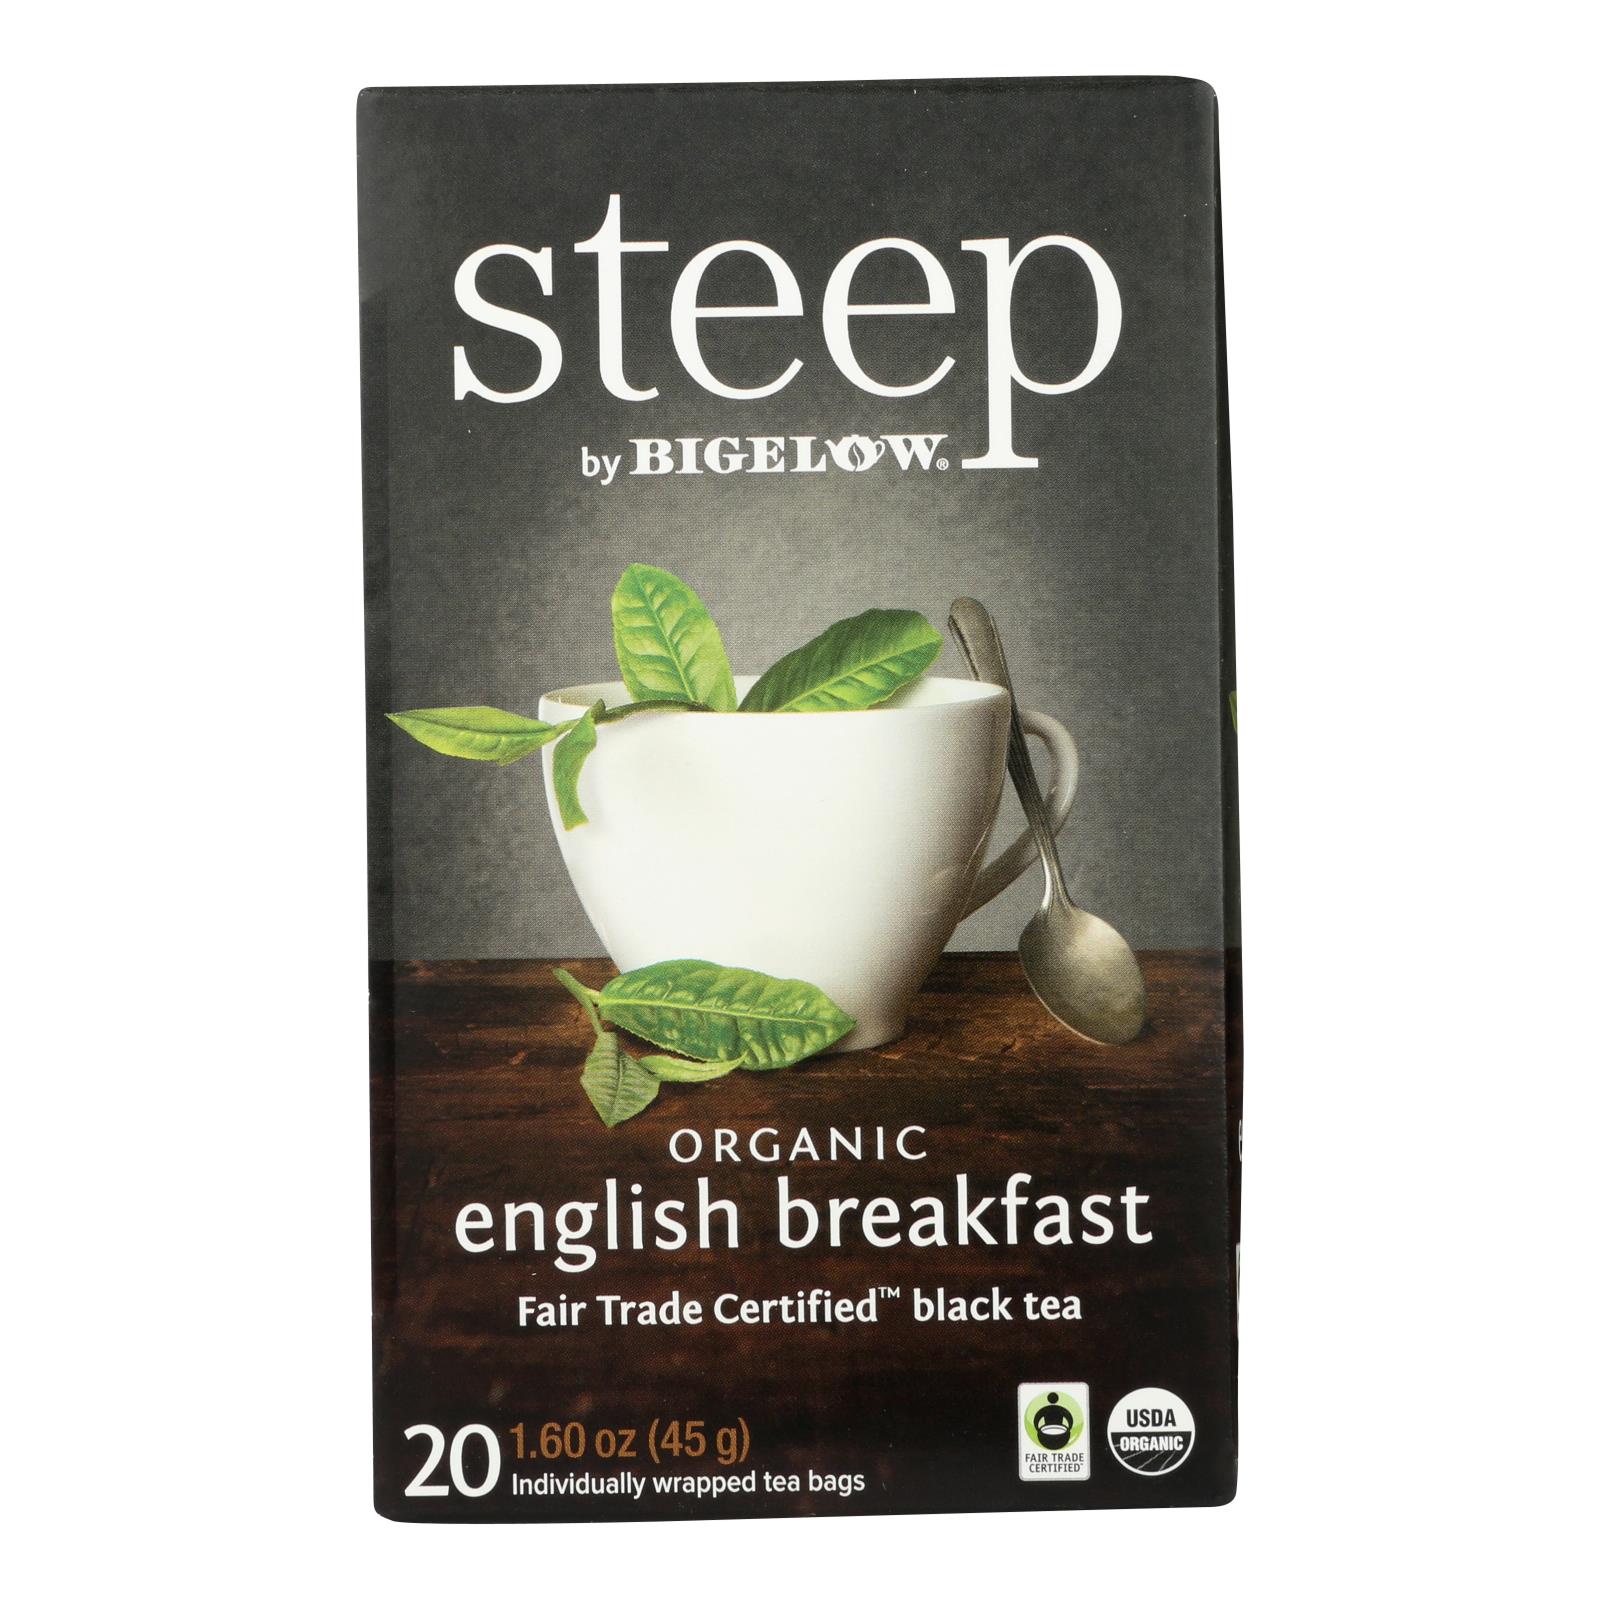 steep
by BIGELOW®
ORGANIC
english breakfast
Fair Trade Certified™ black tea
20
1.60 oz (45 g)
Individually wrapped tea bags
FAIR TRADE
CERTIFIED
USDA
ORGANIC